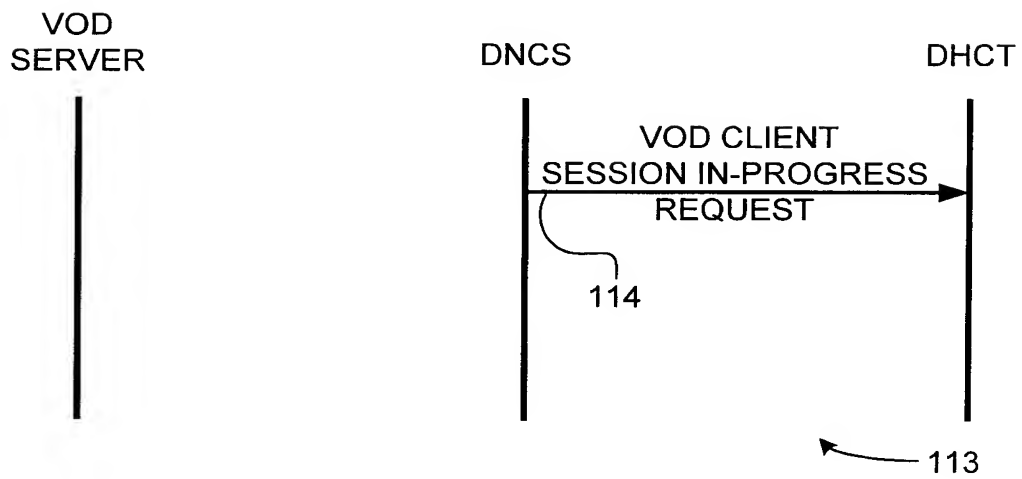 VOD
SERVER
DNCS
DHCT
VOD CLIENT
SESSION IN-PROGRESS
REQUEST
114
113